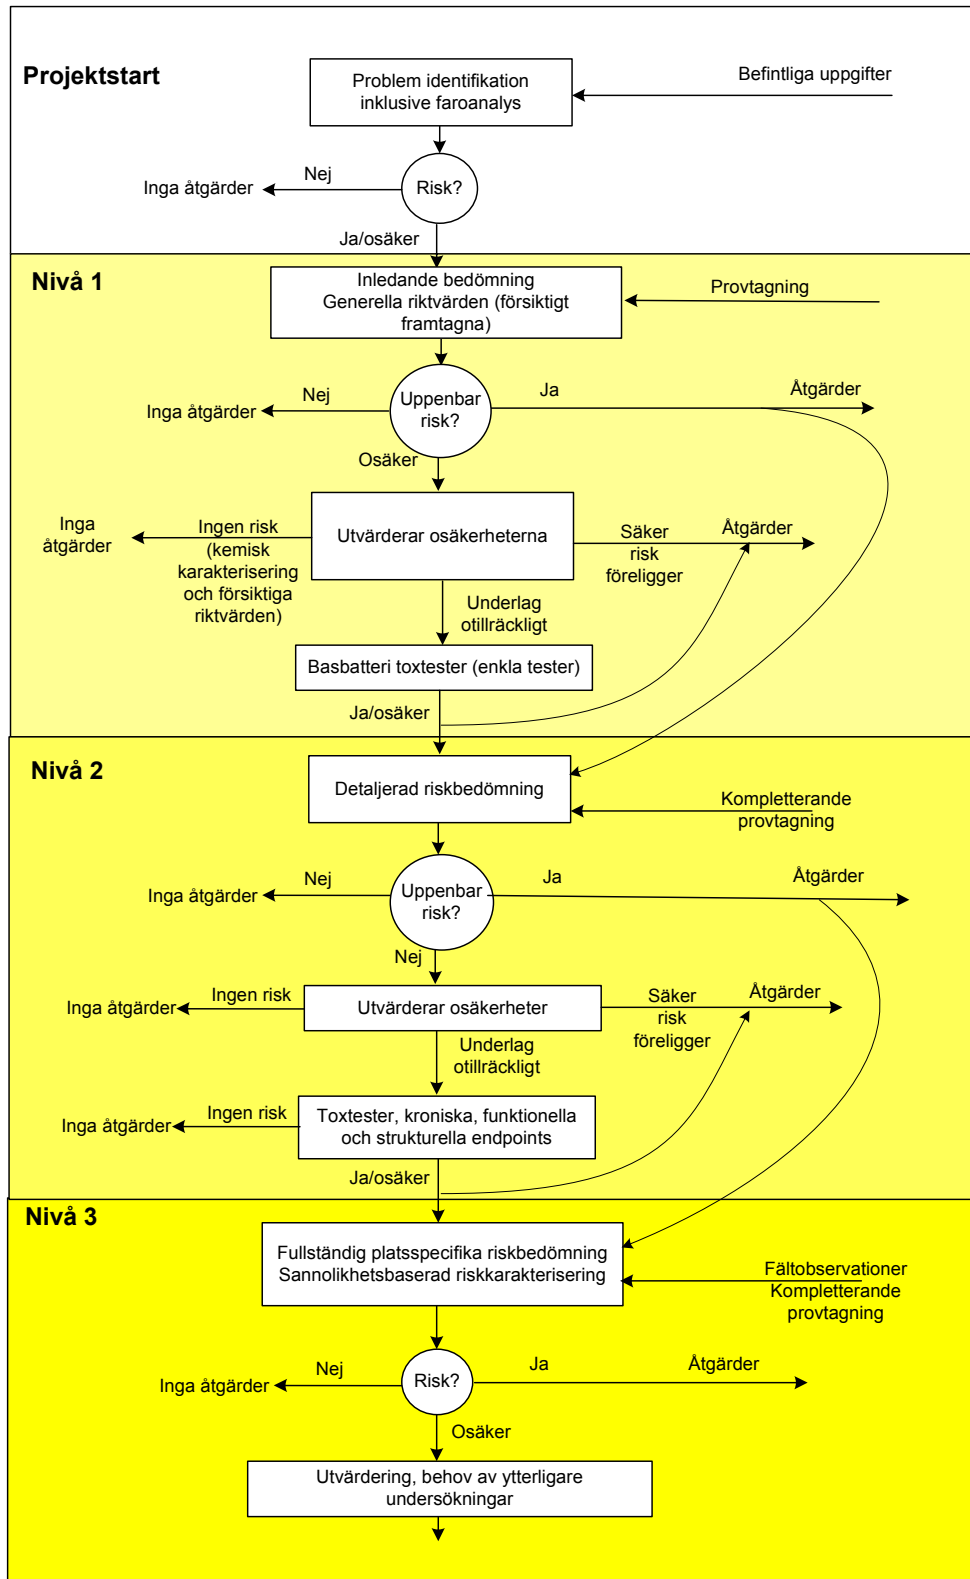 Projektstart
Problem identifikation
inklusive faroanalys
Befintliga uppgifter
Nej
Inga åtgärder
Risk?
Ja/osäker
Nivå 1
Inledande bedömning
Generella riktvärden (försiktigt
framtagna)
Provtagning
Nej
Inga åtgärder
Uppenbar
risk?
Ja
Åtgärder
Osäker
Inga
åtgärder
Ingen risk
(kemisk
karakterisering
och försiktiga
riktvärden)
Utvärderar osäkerheterna
Säker
risk
föreligger
Åtgärder
Underlag
otillräckligt
Basbatteri toxtester (enkla tester)
Ja/osäker
Nivå 2
Detaljerad riskbedömning
Kompletterande
provtagning
Nej
Inga åtgärder
Uppenbar
risk?
Ja
Åtgärder
Nej
Inga åtgärder
Ingen risk
Utvärderar osäkerheter
Säker
risk
föreligger
Åtgärder
Underlag
otillräckligt
Inga åtgärder
Ingen risk
Toxtester, kroniska, funktionella
och strukturella endpoints
Ja/osäker
Nivå 3
Fullständig platsspecifika riskbedömning
Sannolikhetsbaserad riskkarakterisering
Fältobservationer
Kompletterande
provtagning
Nej
Inga åtgärder
Risk?
Ja
Åtgärder
Osäker
Utvärdering, behov av ytterligare
undersökningar